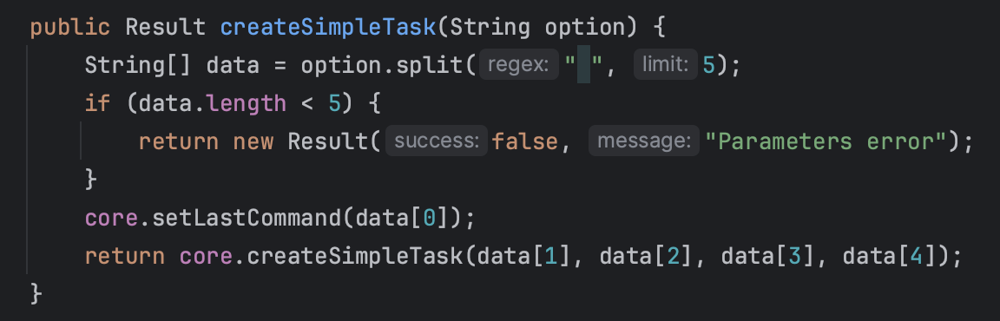 public Result createSimpleTask(String option) {
    String[] data = option.split( regex: " ", limit: 5);
    if (data.length < 5) {
        return new Result( success: false, message: "Parameters error");
    }
    core.setLastCommand(data[0]);
    return core.createSimpleTask(data[1], data[2], data[3], data[4]);
}